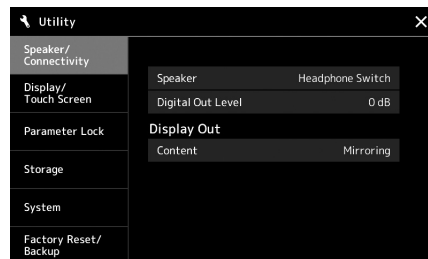 Utility
Speaker/
Connectivity
Display/
Touch Screen
Parameter Lock
Storage
System
Factory Reset/
Backup
Speaker Headphone Switch
Digital Out Level 0 dB
Display Out
Content Mirroring